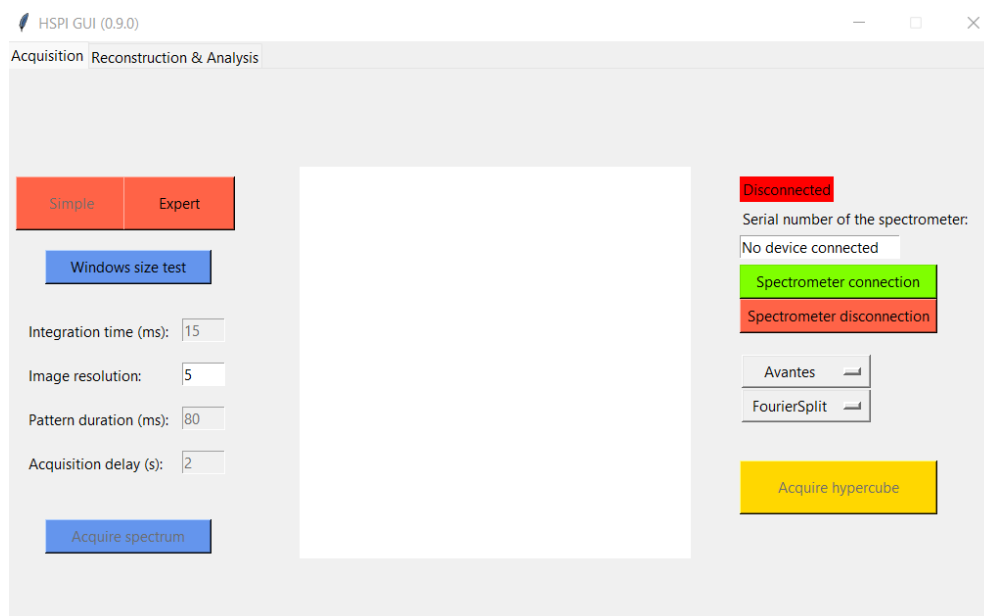 HSPI GUI (0.9.0)
Acquisition Reconstruction & Analysis
Simple Expert
Windows size test
Integration time (ms): 15
Image resolution: 5
Pattern duration (ms): 80
Acquisition delay (s): 2
Acquire spectrum
Disconnected
Serial number of the spectrometer:
No device connected
Spectrometer connection
Spectrometer disconnection
Avantes
FourierSplit
Acquire hypercube